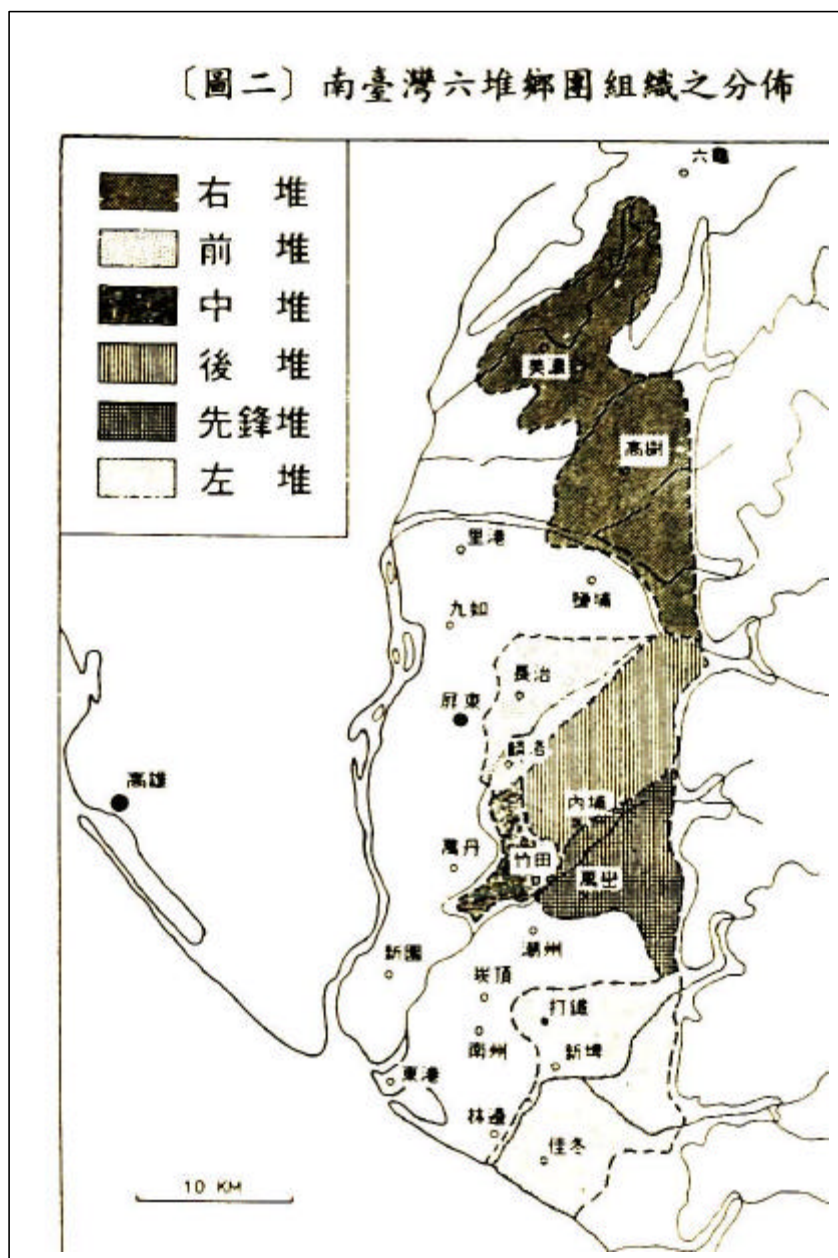 〔圖二〕南臺灣六堆鄉團組織之分佈
右 堆
前 堆
中 堆
後 堆
先鋒堆
左 堆
六龜
美濃
高樹
里港
鹽埔
九如
長治
屏東
麟洛
高雄
內埔
竹田
萬丹
萬巒
潮州
新園
崁頂
打鐵
南州
新埤
東港
林邊
佳冬
10 KM